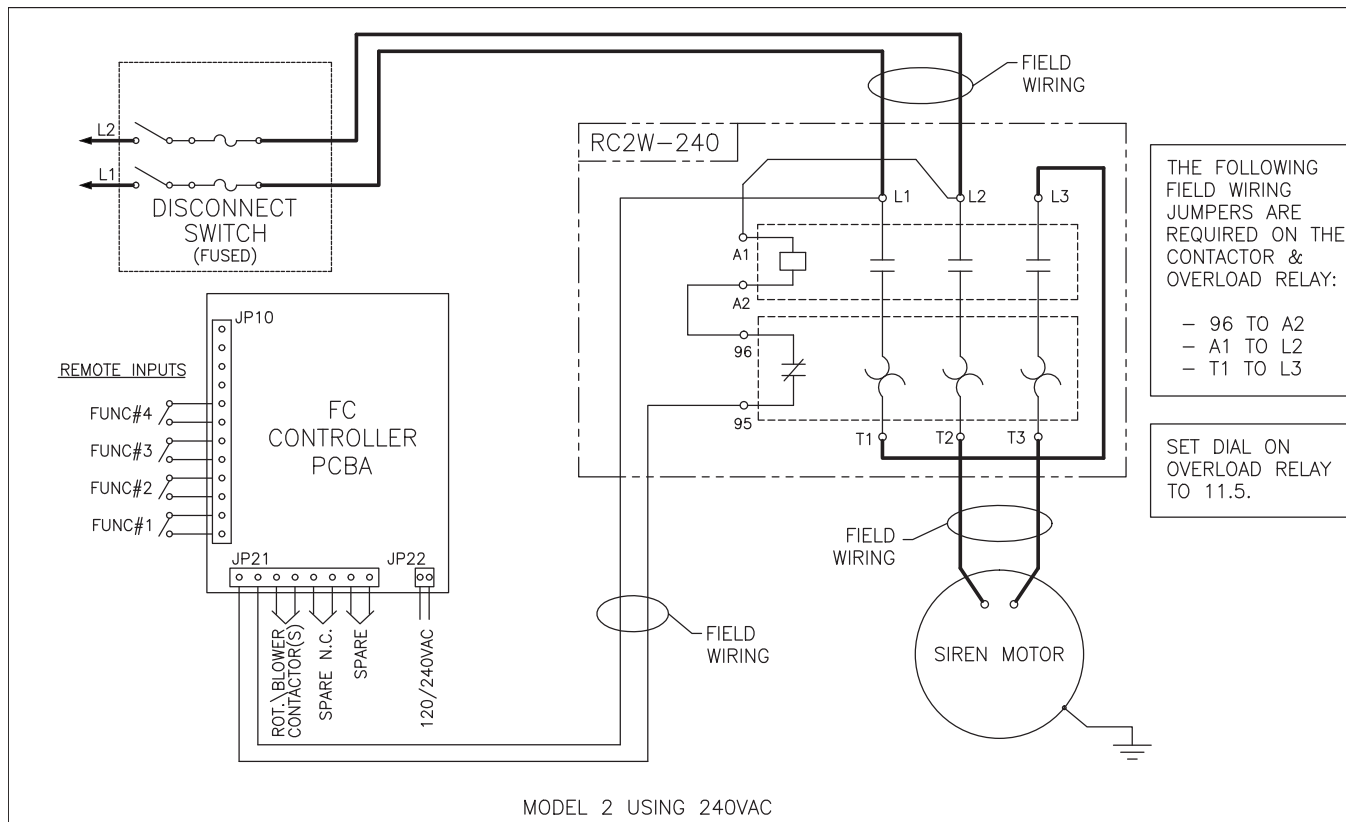 FIELD
WIRING
RC2W-240
L2
L1
DISCONNECT
SWITCH
(FUSED)
L1
L2
L3
A1
A2
96
95
T1
T2
T3
THE FOLLOWING
FIELD WIRING
JUMPERS ARE
REQUIRED ON THE
CONTACTOR &
OVERLOAD RELAY:
- 96 TO A2
- A1 TO L2
- T1 TO L3
SET DIAL ON
OVERLOAD RELAY
TO 11.5.
JP10
REMOTE INPUTS
FUNC#4
FUNC#3
FUNC#2
FUNC#1
FC
CONTROLLER
PCBA
JP21
JP22
ROT.\BLOWER
CONTACTOR(S)
SPARE N.C.
SPARE
120/240VAC
FIELD
WIRING
FIELD
WIRING
SIREN MOTOR
MODEL 2 USING 240VAC